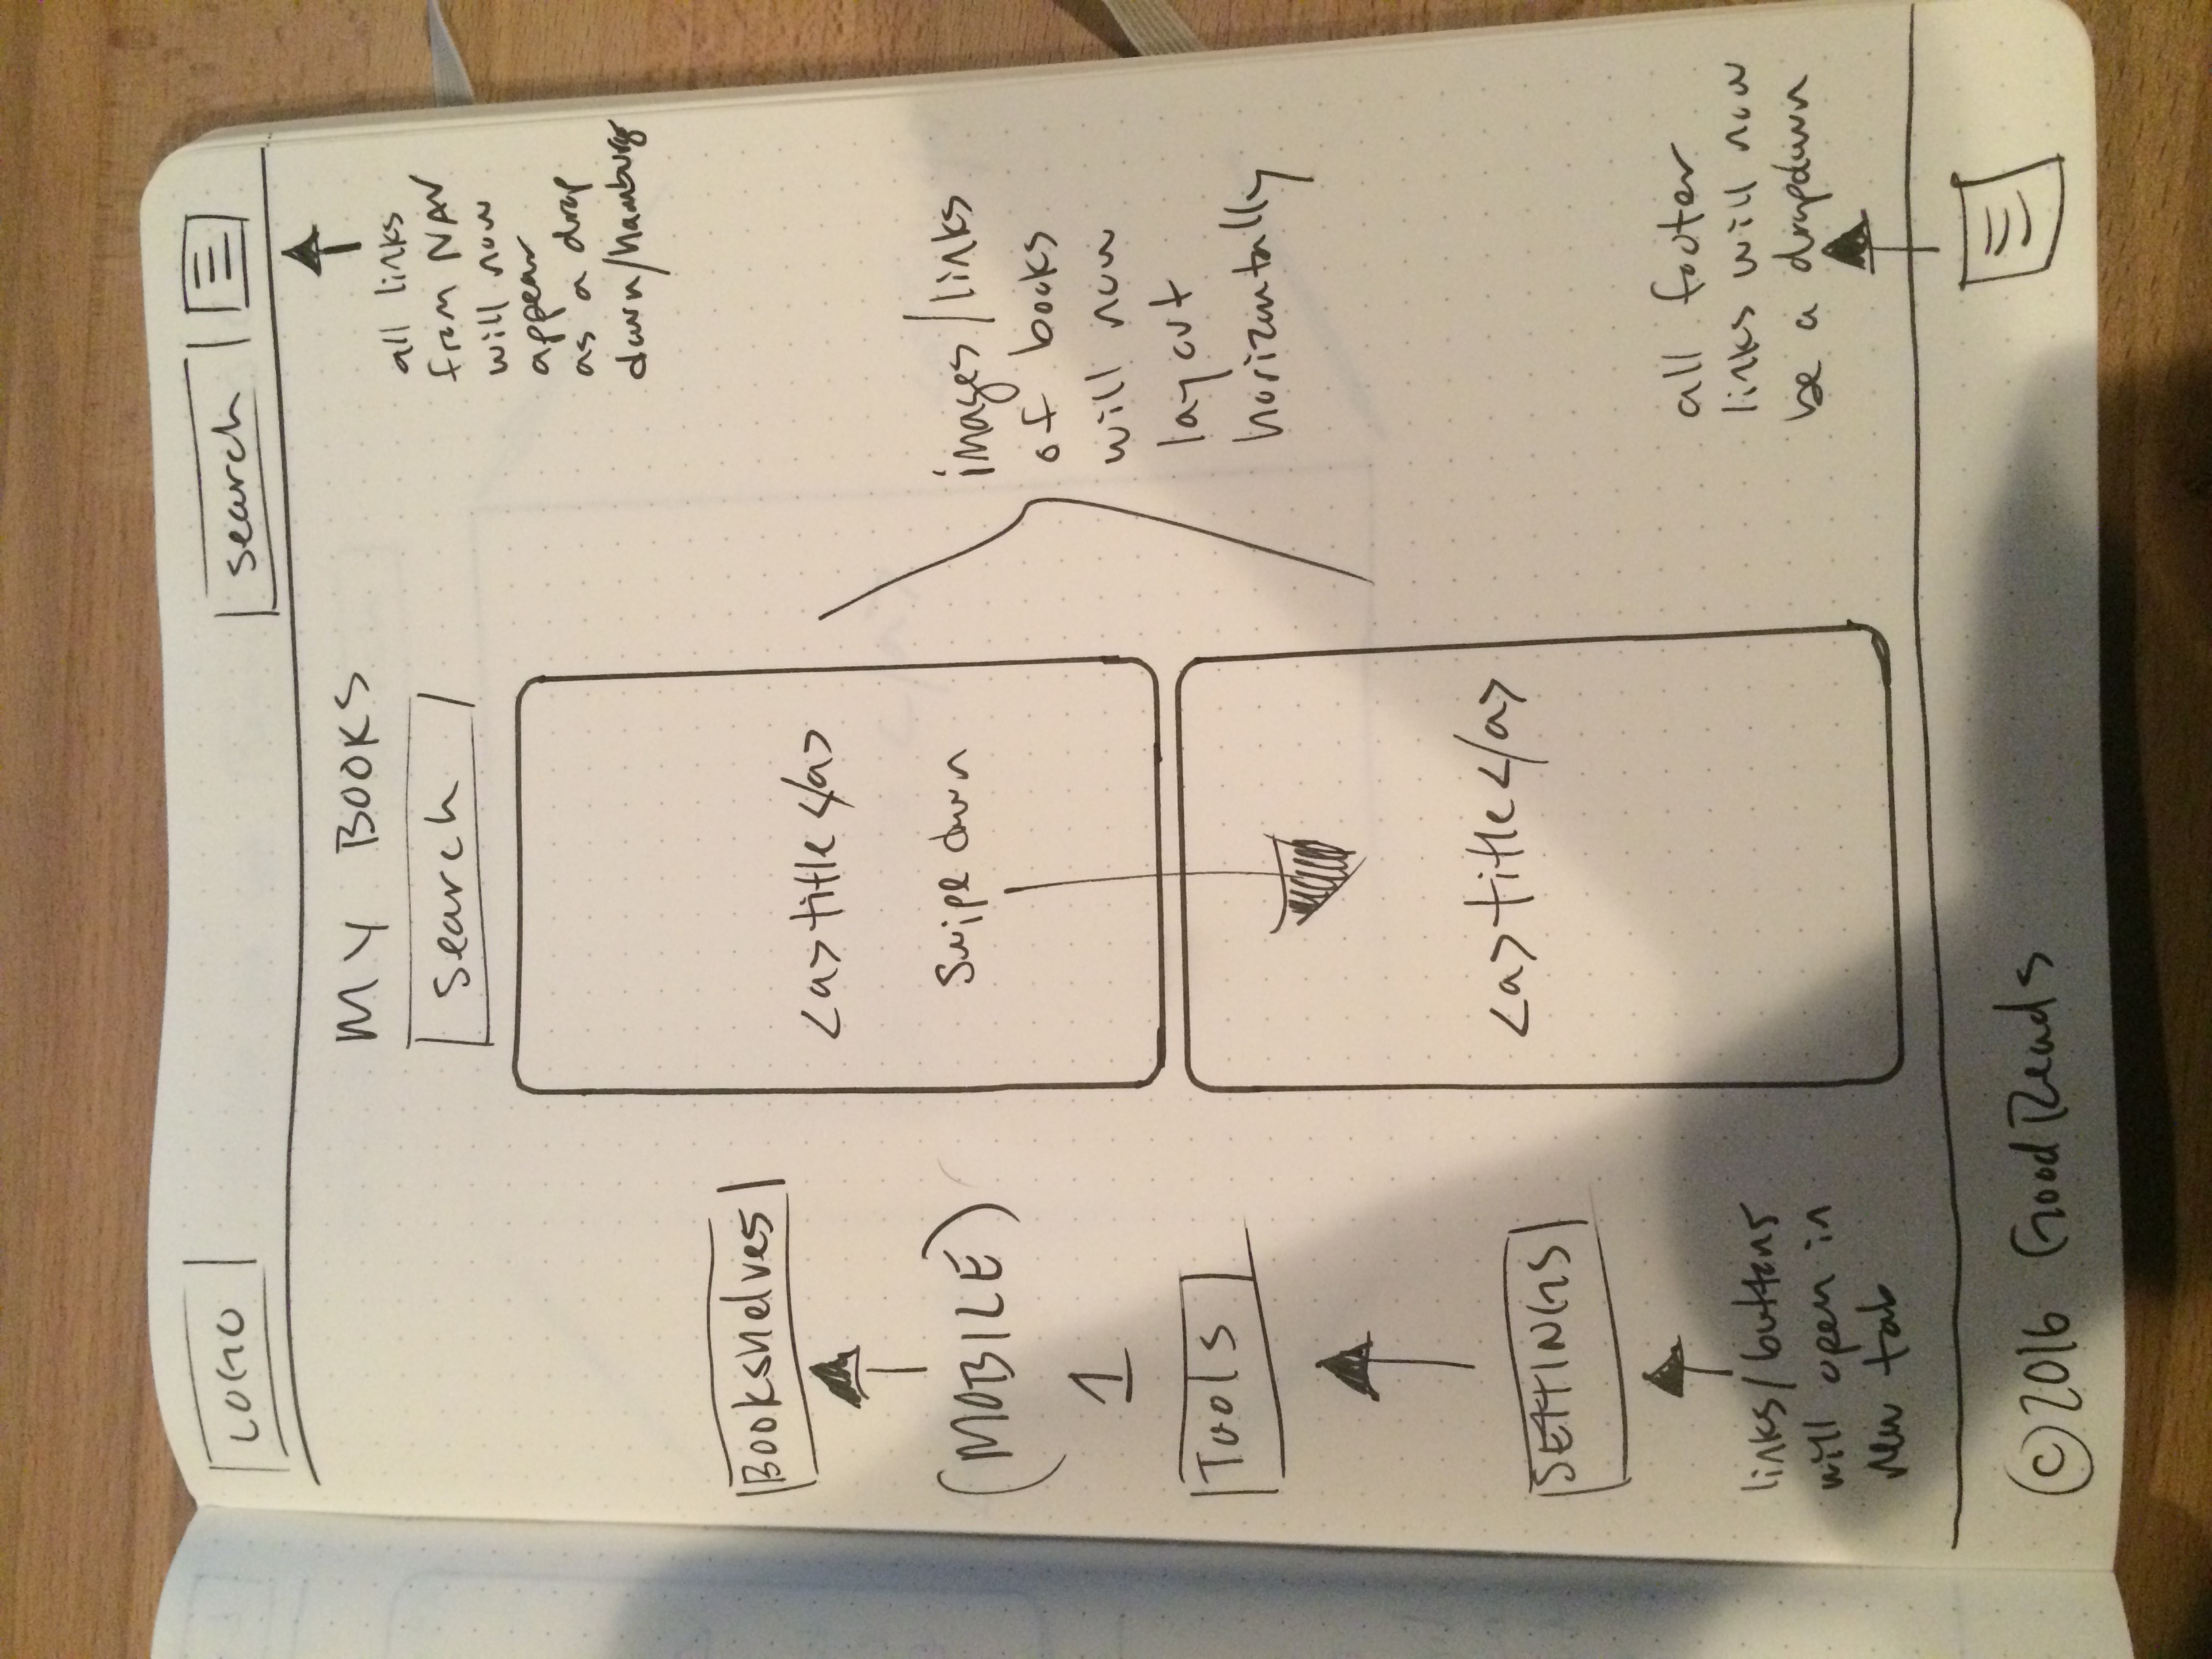 LOGO
search
MY BOOKS
search
all links
from NAV
will now
appear
as a drop
down/hamburger
Bookshelves
(MOBILE)
1
Tools
SETTINGS
links/buttons
will open in
new tab
<a>title</a>
Swipe down
<a>title</a>
images/links
of books
will now
layout
horizontally
all footer
links will now
be a dropdown
©2016 GoodReads